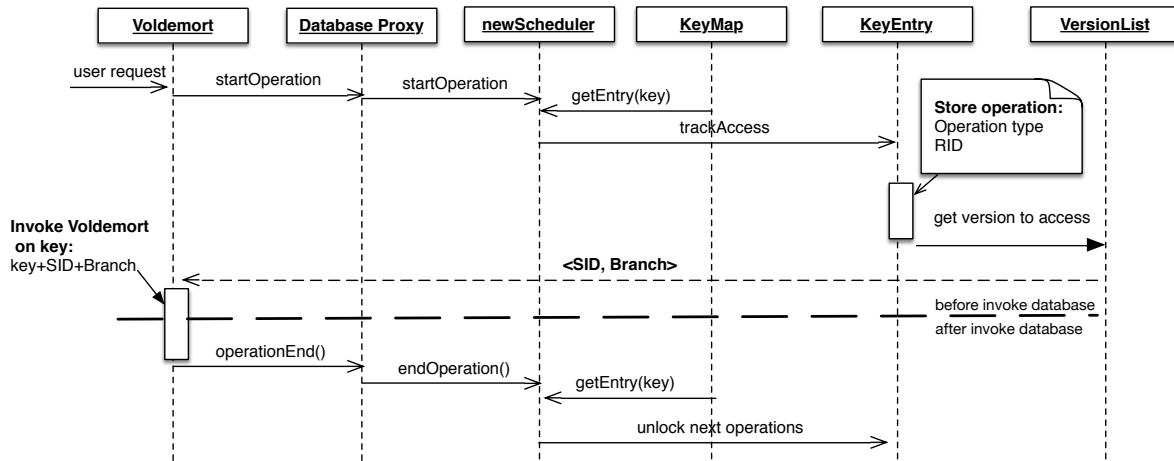 Voldemort
Database Proxy
newScheduler
KeyMap
KeyEntry
VersionList
user request
startOperation
startOperation
getEntry(key)
trackAccess
Store operation:
Operation type
RID
get version to access
Invoke Voldemort
on key:
key+SID+Branch
<SID, Branch>
before invoke database
after invoke database
operationEnd()
endOperation()
getEntry(key)
unlock next operations